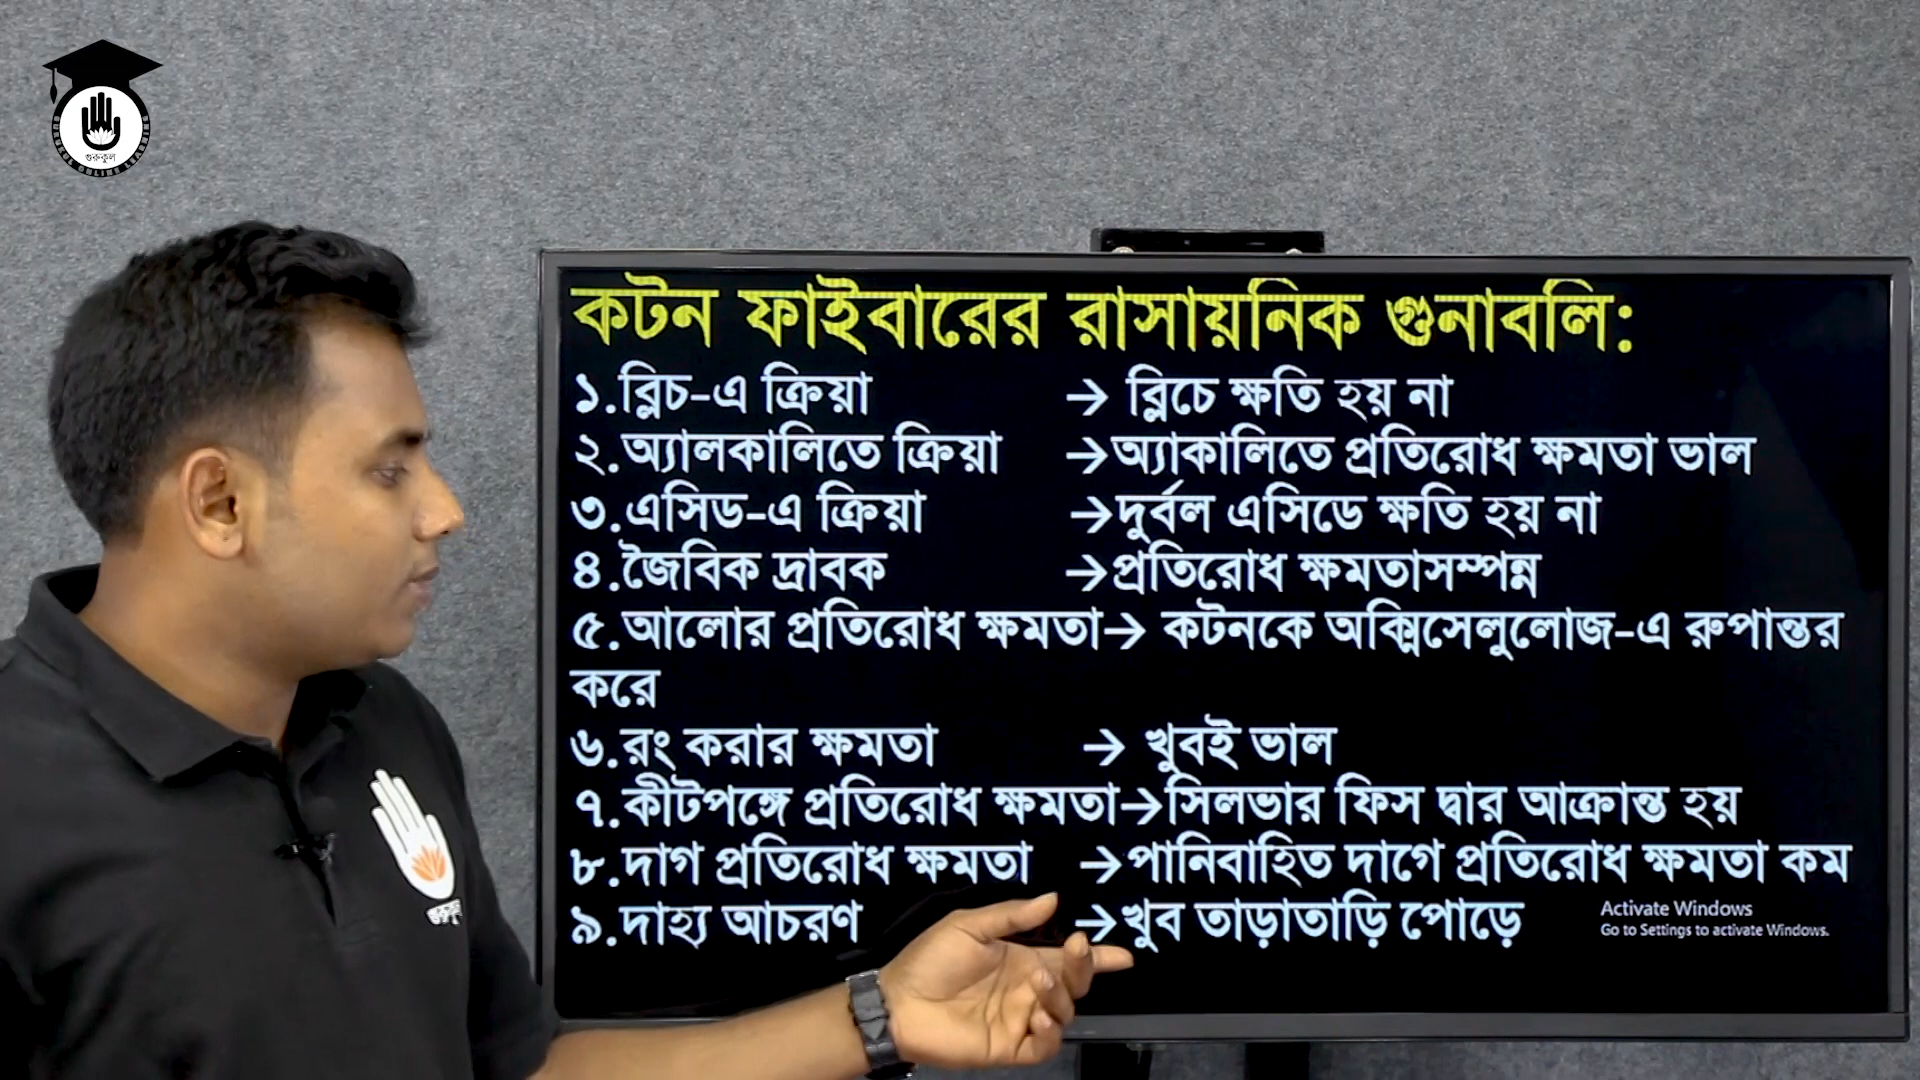 গুরুকুল
GURUKUL ONLINE LEARNING
কটন ফাইবারের রাসায়নিক গুনাবলি:
১.ব্লিচ-এ ক্রিয়া → ব্লিচে ক্ষতি হয় না
২.অ্যালকালিতে ক্রিয়া →অ্যাকালিতে প্রতিরোধ ক্ষমতা ভাল
৩.এসিড-এ ক্রিয়া →দুর্বল এসিডে ক্ষতি হয় না
৪.জৈবিক দ্রাবক →প্রতিরোধ ক্ষমতাসম্পন্ন
৫.আলোর প্রতিরোধ ক্ষমতা→ কটনকে অক্সিসেলুলোজ-এ রুপান্তর
করে
৬.রং করার ক্ষমতা → খুবই ভাল
৭.কীটপঙ্গে প্রতিরোধ ক্ষমতা→সিলভার ফিস দ্বার আক্রান্ত হয়
৮.দাগ প্রতিরোধ ক্ষমতা →পানিবাহিত দাগে প্রতিরোধ ক্ষমতা কম
৯.দাহ্য আচরণ →খুব তাড়াতাড়ি পোড়ে
Activate Windows
Go to Settings to activate Windows.